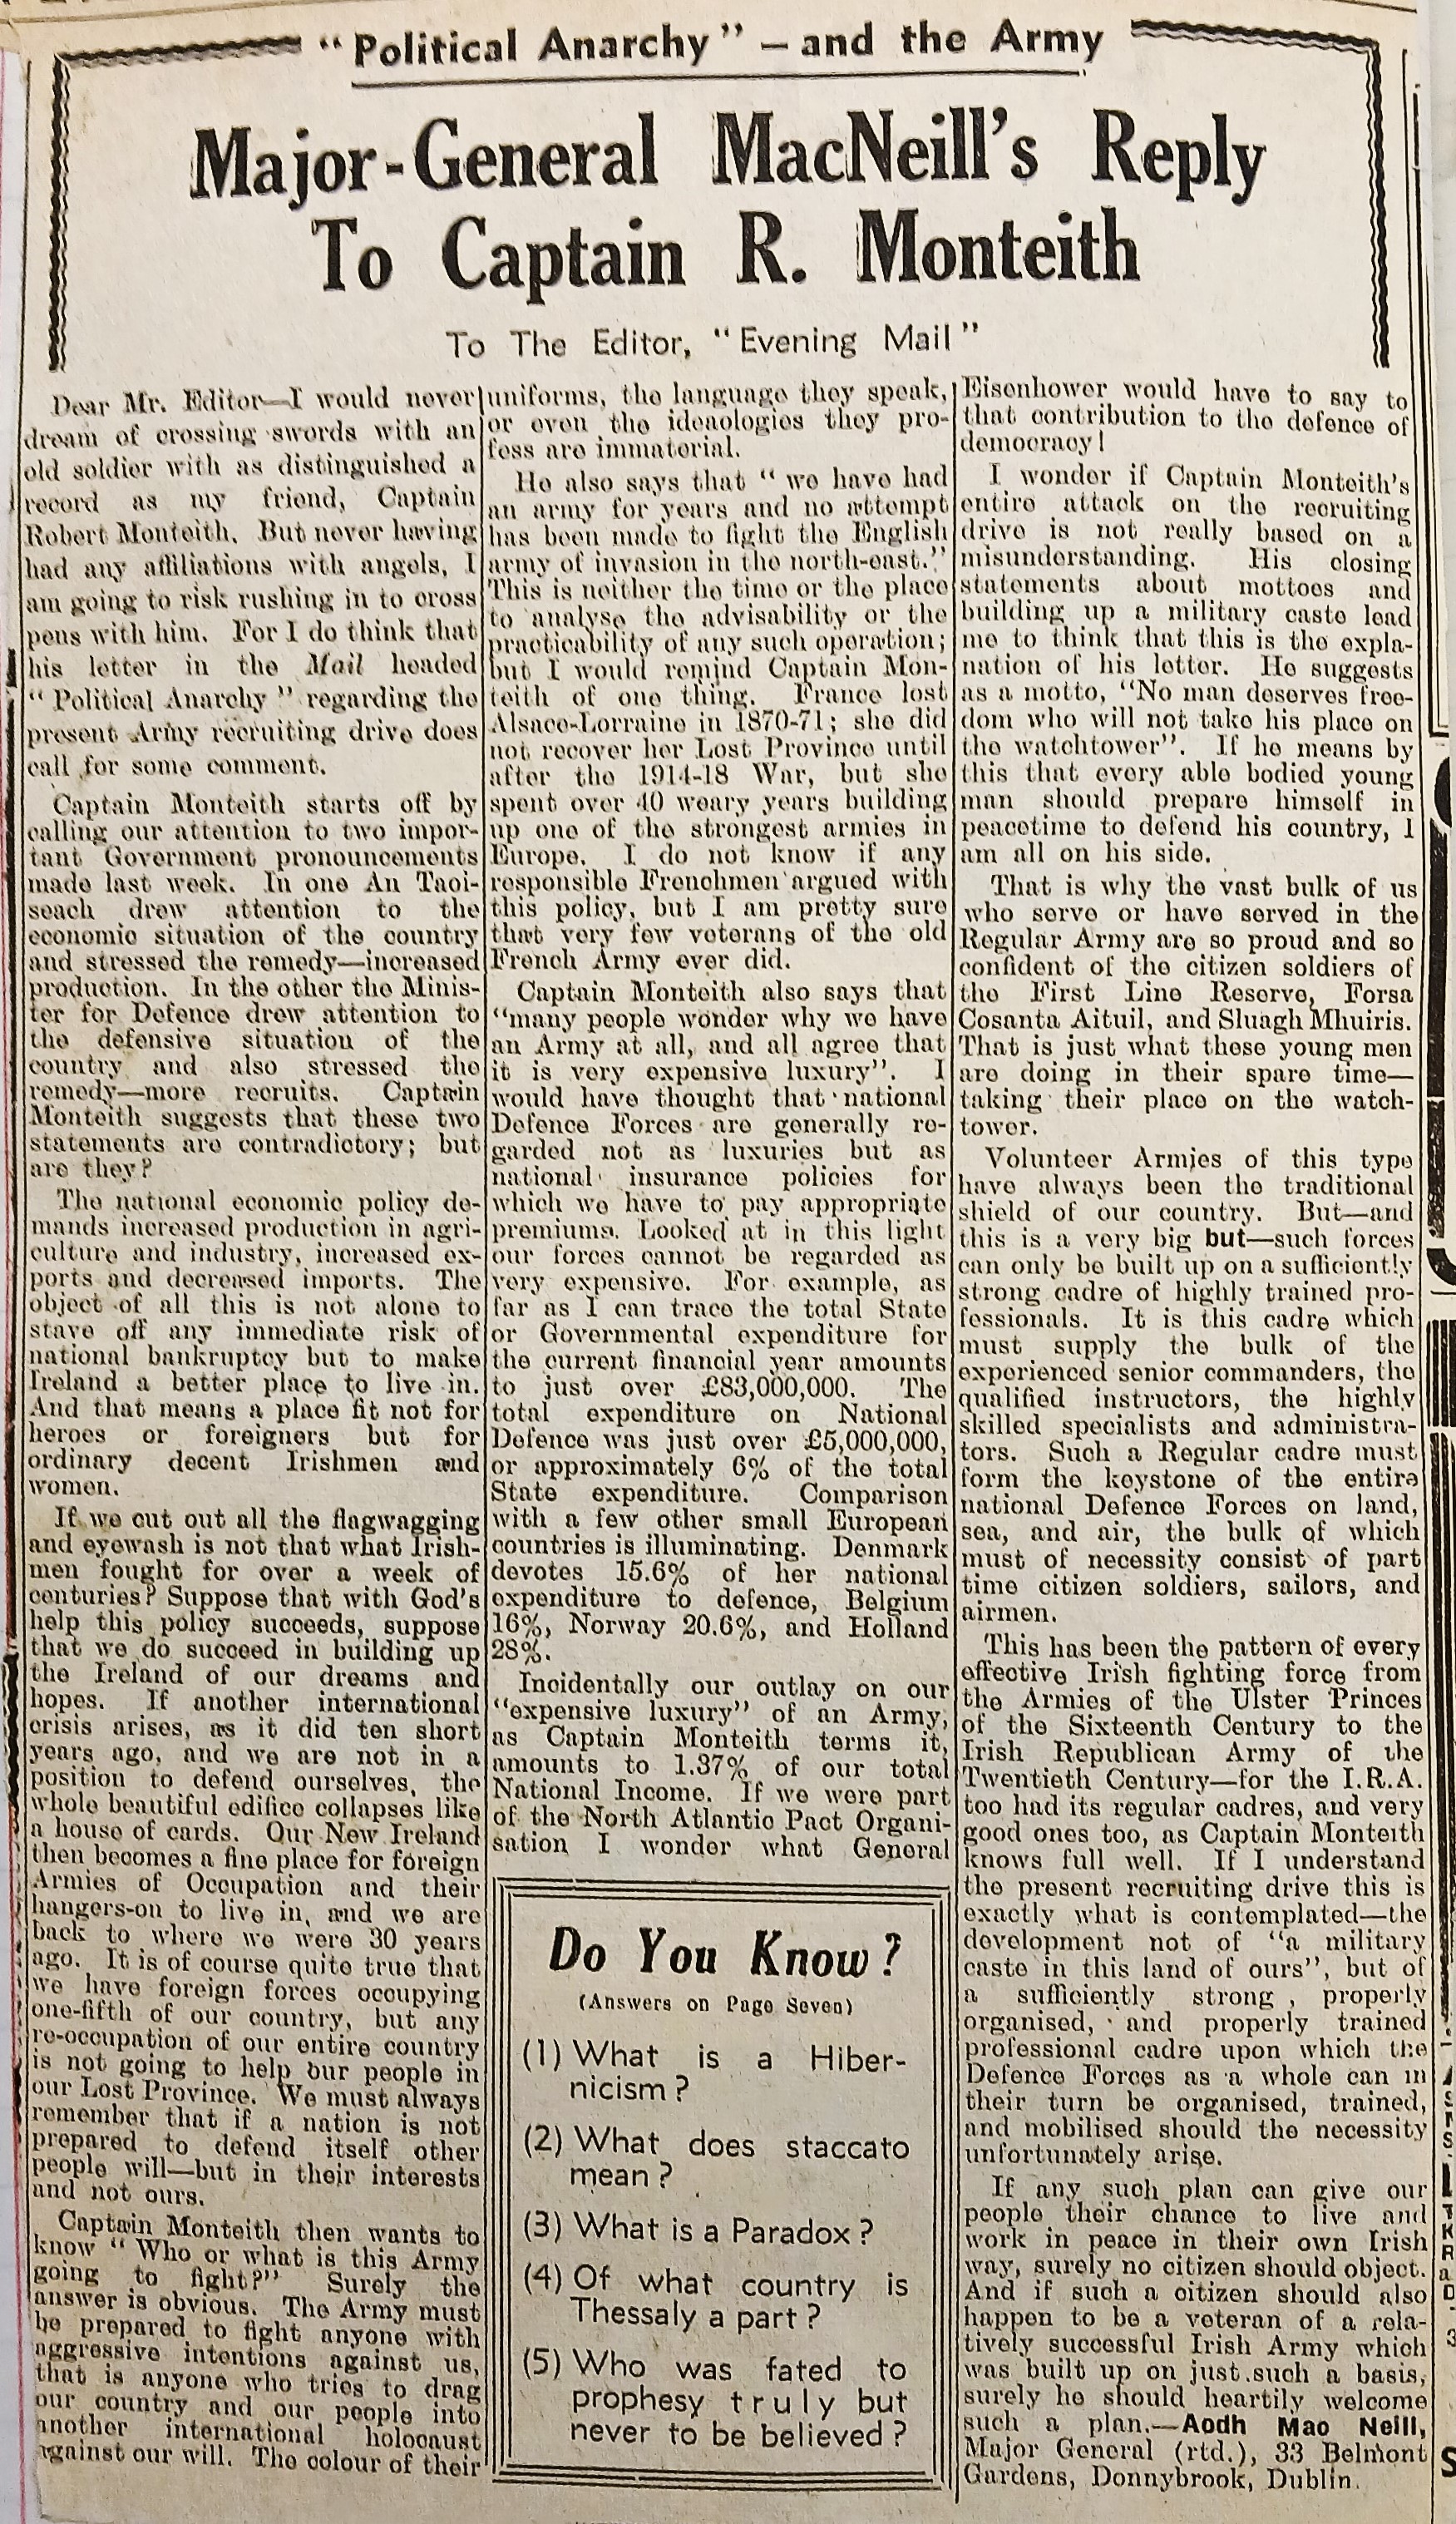 "Political Anarchy" — and the Army
Major-General MacNeill's Reply
To Captain R. Monteith
To The Editor, "Evening Mail"
Dear Mr. Editor—I would never
dream of crossing swords with an
old soldier with as distinguished a
record as my friend, Captain
Robert Monteith. But never having
had any affiliations with angels, I
am going to risk rushing in to cross
pens with him. For I do think that
his letter in the Mail headed
"Political Anarchy" regarding the
present Army recruiting drive does
call for some comment.
Captain Monteith starts off by
calling our attention to two impor-
tant Government pronouncements
made last week. In one An Taoi-
seach drew attention to the
economic situation of the country
and stressed the remedy—increased
production. In the other the Minis-
ter for Defence drew attention to
the defensive situation of the
country and also stressed the
remedy—more recruits. Captain
Monteith suggests that these two
statements are contradictory; but
are they?
The national economic policy de-
mands increased production in agri-
culture and industry, increased ex-
ports and decreased imports. The
object of all this is not alone to
stave off any immediate risk of
national bankruptcy but to make
Ireland a better place to live in.
And that means a place fit not for
heroes or foreigners but for
ordinary decent Irishmen and
women.
If we cut out all the flagwagging
and eyewash is not that what Irish-
men fought for over a week of
centuries? Suppose that with God's
help this policy succeeds, suppose
that we do succeed in building up
the Ireland of our dreams and
hopes. If another international
crisis arises, as it did ten short
years ago, and we are not in a
position to defend ourselves, the
whole beautiful edifice collapses like
a house of cards. Our New Ireland
then becomes a fine place for foreign
Armies of Occupation and their
hangers-on to live in, and we are
back to where we were 30 years
ago. It is of course quite true that
we have foreign forces occupying
one-fifth of our country, but any
re-occupation of our entire country
is not going to help our people in
our Lost Province. We must always
remember that if a nation is not
prepared to defend itself other
people will—but in their interests
and not ours.
Captain Monteith then wants to
know "Who or what is this Army
going to fight?" Surely the
answer is obvious. The Army must
be prepared to fight anyone with
aggressive intentions against us,
that is anyone who tries to drag
our country and our people into
another international holocaust
against our will. The colour of their
uniforms, the language they speak,
or even the ideaologies they pro-
fess are immaterial.
He also says that "we have had
an army for years and no attempt
has been made to fight the English
army of invasion in the north-east."
This is neither the time or the place
to analyse the advisability or the
practicability of any such operation;
but I would remind Captain Mon-
teith of one thing. France lost
Alsace-Lorraine in 1870-71; she did
not recover her Lost Province until
after the 1914-18 War, but she
spent over 40 weary years building
up one of the strongest armies in
Europe. I do not know if any
responsible Frenchmen argued with
this policy, but I am pretty sure
that very few veterans of the old
French Army ever did.
Captain Monteith also says that
"many people wonder why we have
an Army at all, and all agree that
it is very expensive luxury". I
would have thought that national
Defence Forces are generally re-
garded not as luxuries but as
national insurance policies for
which we have to pay appropriate
premiums. Looked at in this light
our forces cannot be regarded as
very expensive. For example, as
far as I can trace the total State
or Governmental expenditure for
the current financial year amounts
to just over £83,000,000. The
total expenditure on National
Defence was just over £5,000,000,
or approximately 6% of the total
State expenditure. Comparison
with a few other small European
countries is illuminating. Denmark
devotes 15.6% of her national
expenditure to defence, Belgium
16%, Norway 20.6%, and Holland
28%.
Incidentally our outlay on our
"expensive luxury" of an Army,
as Captain Monteith terms it,
amounts to 1.37% of our total
National Income. If we were part
of the North Atlantic Pact Organi-
sation I wonder what General
Do You Know?
(Answers on Page Seven)
(1) What is a Hiber-
nicism?
(2) What does staccato
mean?
(3) What is a Paradox?
(4) Of what country is
Thessaly a part?
(5) Who was fated to
prophesy truly but
never to be believed?
Eisenhower would have to say to
that contribution to the defence of
democracy!
I wonder if Captain Monteith's
entire attack on the recruiting
drive is not really based on a
misunderstanding. His closing
statements about mottoes and
building up a military caste lead
me to think that this is the expla-
nation of his letter. He suggests
as a motto, "No man deserves free-
dom who will not take his place on
the watchtower". If he means by
this that every able bodied young
man should prepare himself in
peacetime to defend his country, I
am all on his side.
That is why the vast bulk of us
who serve or have served in the
Regular Army are so proud and so
confident of the citizen soldiers of
the First Line Reserve, Forsa
Cosanta Aituil, and Sluagh Mhuiris.
That is just what these young men
are doing in their spare time—
taking their place on the watch-
tower.
Volunteer Armies of this type
have always been the traditional
shield of our country. But—and
this is a very big but—such forces
can only be built up on a sufficiently
strong cadre of highly trained pro-
fessionals. It is this cadre which
must supply the bulk of the
experienced senior commanders, the
qualified instructors, the highly
skilled specialists and administra-
tors. Such a Regular cadre must
form the keystone of the entire
national Defence Forces on land,
sea, and air, the bulk of which
must of necessity consist of part
time citizen soldiers, sailors, and
airmen.
This has been the pattern of every
effective Irish fighting force from
the Armies of the Ulster Princes
of the Sixteenth Century to the
Irish Republican Army of the
Twentieth Century—for the I.R.A.
too had its regular cadres, and very
good ones too, as Captain Monteith
knows full well. If I understand
the present recruiting drive this is
exactly what is contemplated—the
development not of "a military
caste in this land of ours", but of
a sufficiently strong, properly
organised, and properly trained
professional cadre upon which the
Defence Forces as a whole can in
their turn be organised, trained,
and mobilised should the necessity
unfortunately arise.
If any such plan can give our
people their chance to live and
work in peace in their own Irish
way, surely no citizen should object.
And if such a citizen should also
happen to be a veteran of a rela-
tively successful Irish Army which
was built up on just such a basis,
surely he should heartily welcome
such a plan.—Aodh Mac Neill,
Major General (rtd.), 33 Belmont
Gardens, Donnybrook, Dublin.